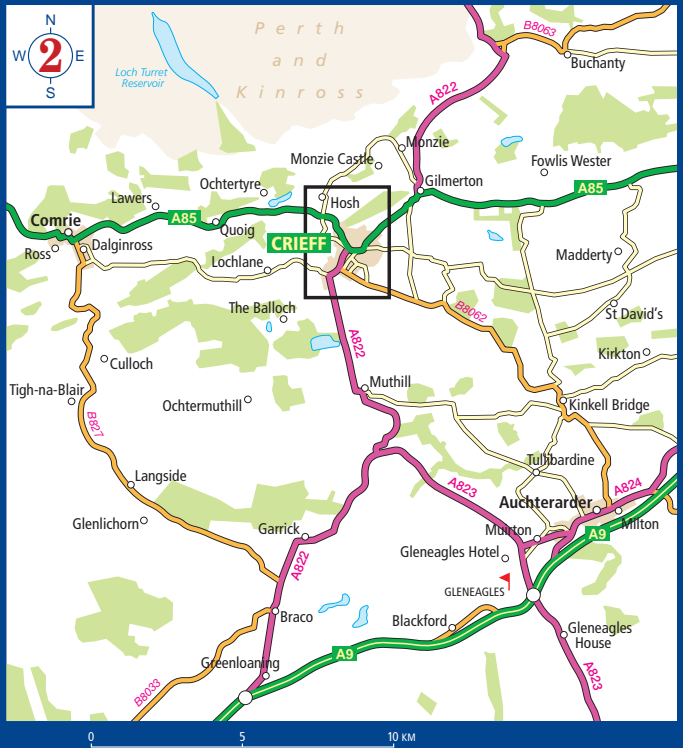 N
W 2 E
S
Loch Turret
Reservoir
Perth
and
Kinross
B8063
Buchanty
A822
Monzie
Monzie Castle
Fowlis Wester
Gilmerton
A85
Ochtertyre
Hosh
Lawers
A85
Comrie
Quoig
CRIEFF
Ross
Dalginross
Lochlane
Madderty
The Balloch
B8062
St David's
A822
Culloch
Kirkton
Tigh-na-Blair
Muthill
Ochtermuthill
Kinkell Bridge
B827
Tullibardine
Langside
A823
A824
Auchterarder
Glenlichorn
Garrick
Muirton
Milton
A9
Gleneagles Hotel
A822
GLENEAGLES
Braco
Blackford
Gleneagles
House
A9
Greenloaning
A823
B8033
0 5 10 KM